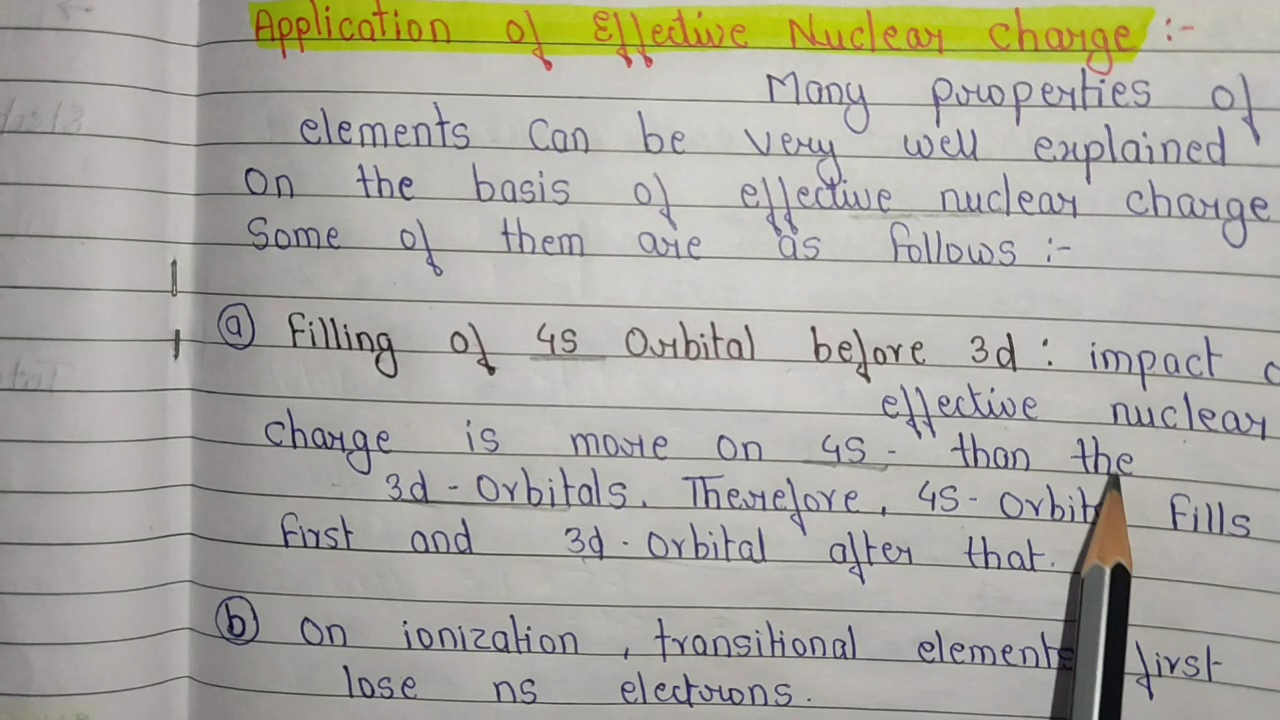 Application of Effective Nuclear charge :-
Many properties of
elements can be very well explained
on the basis of effective nuclear charge
Some of them are as follows :-
(a) Filling of 4s Orbital before 3d : impact
effective nuclear
charge is more on 4s - than the
3d - Orbitals. Therefore, 4s - Orbit fills
first and 3d - Orbital after that.
(b) On ionization, transitional elements first
lose ns electrons.